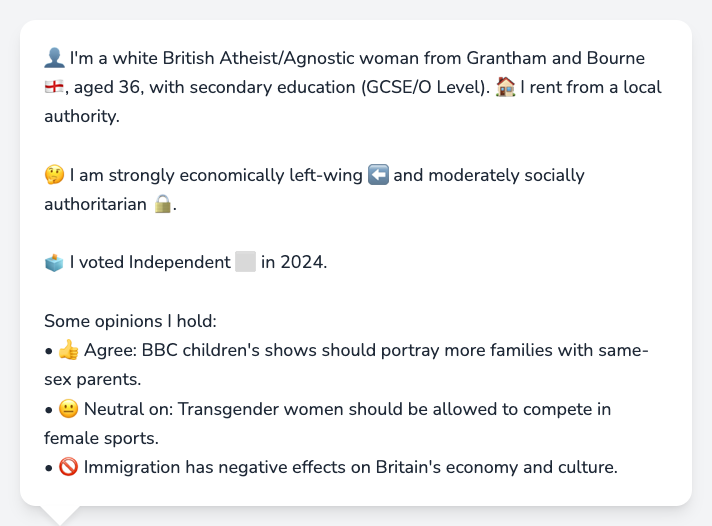 👤 I'm a white British Atheist/Agnostic woman from Grantham and Bourne
🏴󠁧󠁢󠁥󠁮󠁧󠁿, aged 36, with secondary education (GCSE/O Level). 🏠 I rent from a local
authority.
🤔 I am strongly economically left-wing ⬅️ and moderately socially
authoritarian 🔒.
🗳️ I voted Independent ⬜ in 2024.
Some opinions I hold:
• 👍 Agree: BBC children's shows should portray more families with same-
sex parents.
• 😐 Neutral on: Transgender women should be allowed to compete in
female sports.
• 🚫 Immigration has negative effects on Britain's economy and culture.